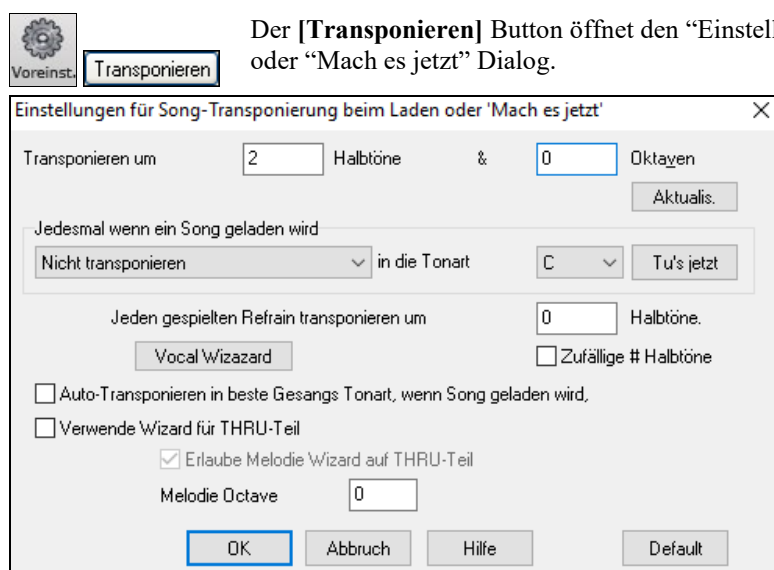 Voreinst.
Transponieren
Der [Transponieren] Button öffnet den “Einstell
oder “Mach es jetzt” Dialog.
Einstellungen für Song-Transponierung beim Laden oder 'Mach es jetzt'
Transponieren um 2 Halbtöne & 0 Oktaven
Aktualis.
Jedesmal wenn ein Song geladen wird
Nicht transponieren in die Tonart C Tu's jetzt
Jeden gespielten Refrain transponieren um 0 Halbtöne.
Vocal Wizazard Zufällige # Halbtöne
Auto-Transponieren in beste Gesangs Tonart, wenn Song geladen wird,
Verwende Wizard für THRU-Teil
Erlaube Melodie Wizard auf THRU-Teil
Melodie Octave 0
OK Abbruch Hilfe Default